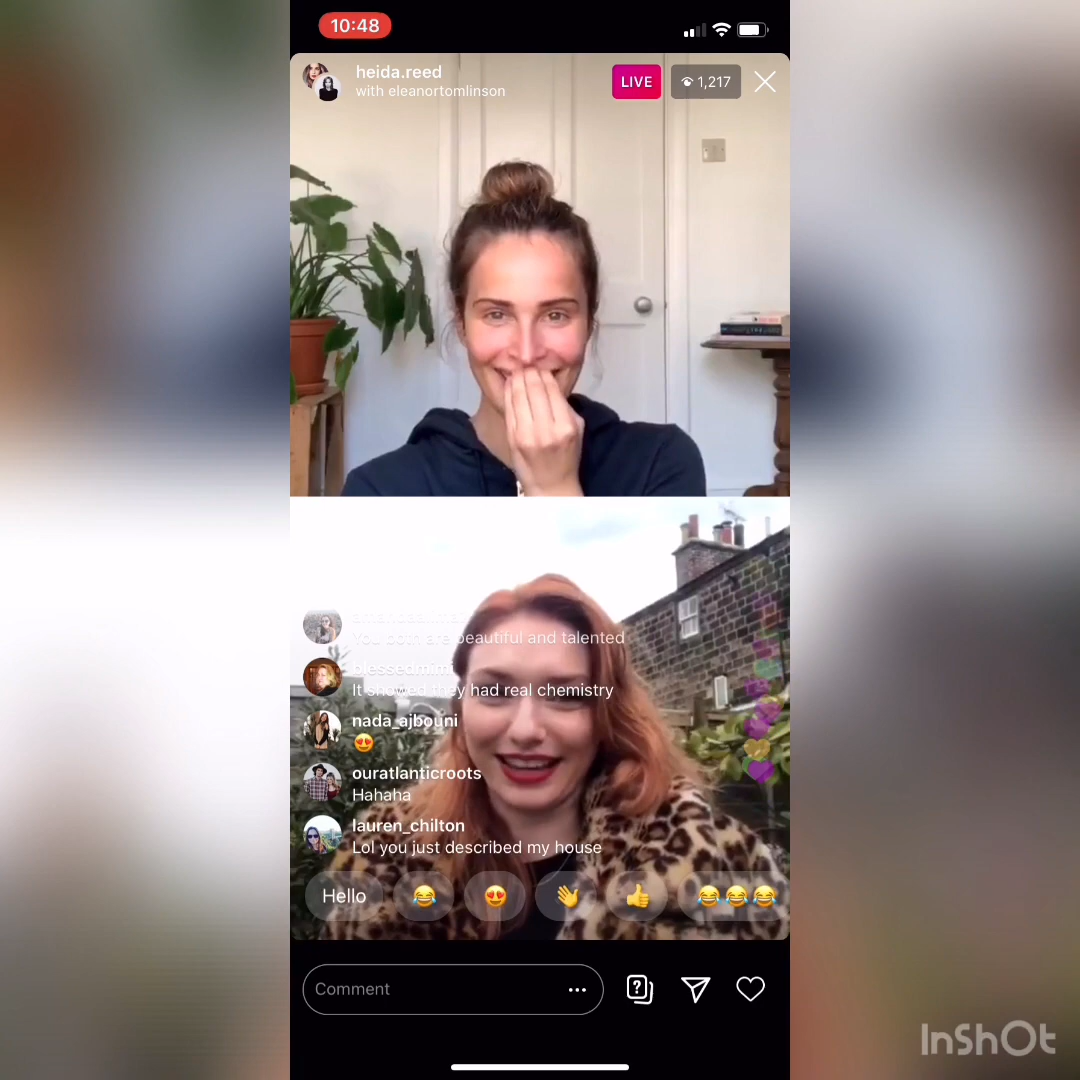 10:48
heida.reed
with eleanortomlinson
LIVE
1,217
You both are beautiful and talented
blessedmimi
It showed they had real chemistry
nada_ajbouni
😍
ouratlanticroots
Hahaha
lauren_chilton
Lol you just described my house
Hello 😂 😍 👋 👍 😂😂😂
Comment
InShOt